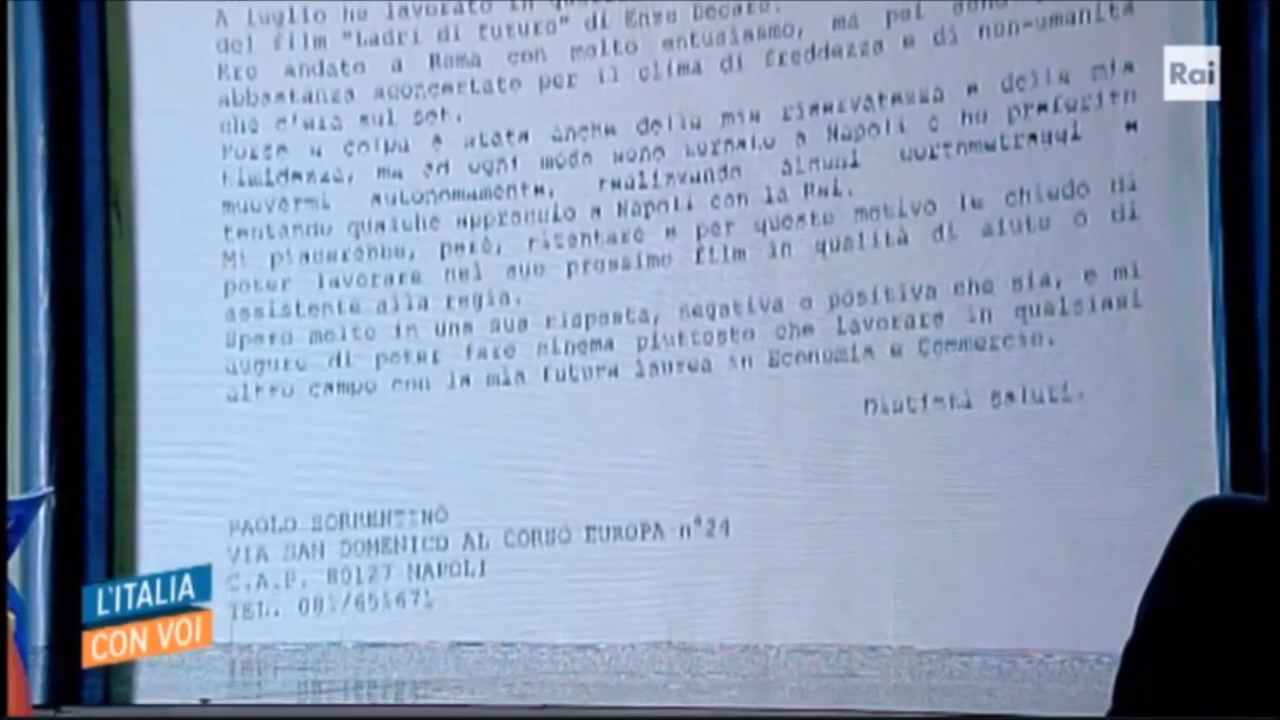 A luglio ho lavorato in
del film "Ladri di futuro" di Enzo Decaro.
Ero andato a Roma con molto entusiasmo, ma poi sono
abbastanza sconcertato per il clima di freddezza e di non-umanità
che c'era sul set.
Forse la colpa è stata anche della mia riservatezza e della mia
timidezza, ma ad ogni modo sono tornato a Napoli e ho preferito
muovermi autonomamente, realizzando alcuni cortometraggi e
tentando qualche approccio a Napoli con la Rai.
Mi piacerebbe, però, ritentare e per questo motivo le chiedo di
poter lavorare nel suo prossimo film in qualità di aiuto o di
assistente alla regia.
Spero molto in una sua risposta, negativa o positiva che sia, e mi
auguro di poter fare cinema piuttosto che lavorare in qualsiasi
altro campo con la mia futura laurea in Economia e Commercio.
Distinti saluti.
PAOLO SORRENTINO
VIA SAN DOMENICO AL CORSO EUROPA n°24
C.A.P. 80127 NAPOLI
TEL.
Rai
L'ITALIA
CON VOI